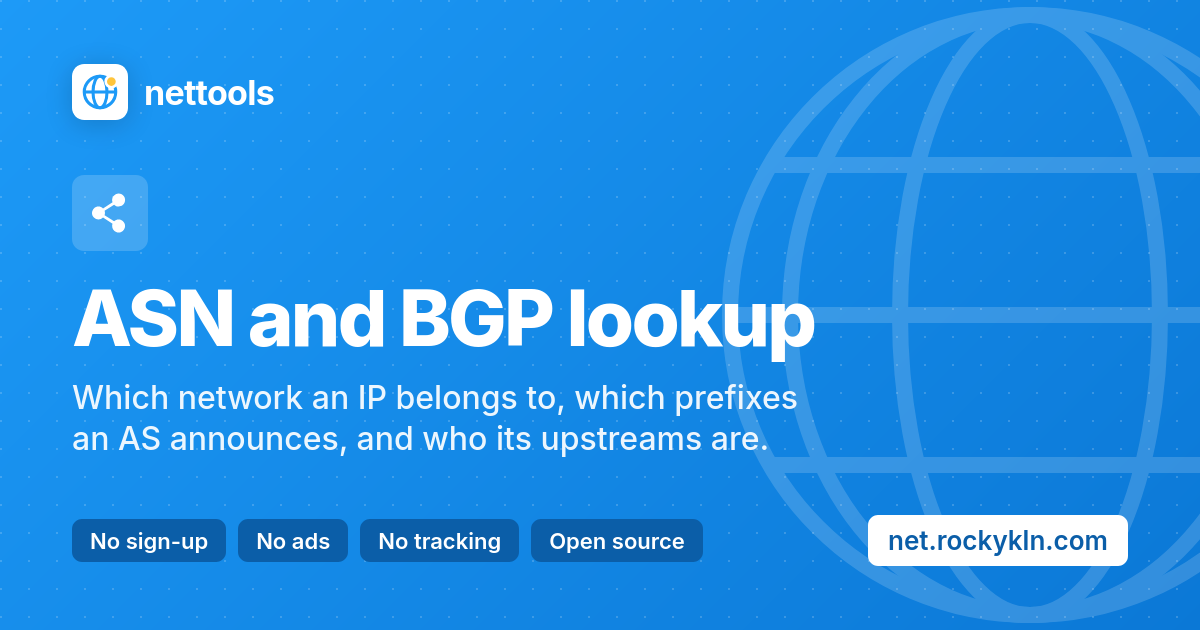 nettools
ASN and BGP lookup
Which network an IP belongs to, which prefixes
an AS announces, and who its upstreams are.
No sign-up
No ads
No tracking
Open source
net.rockykln.com